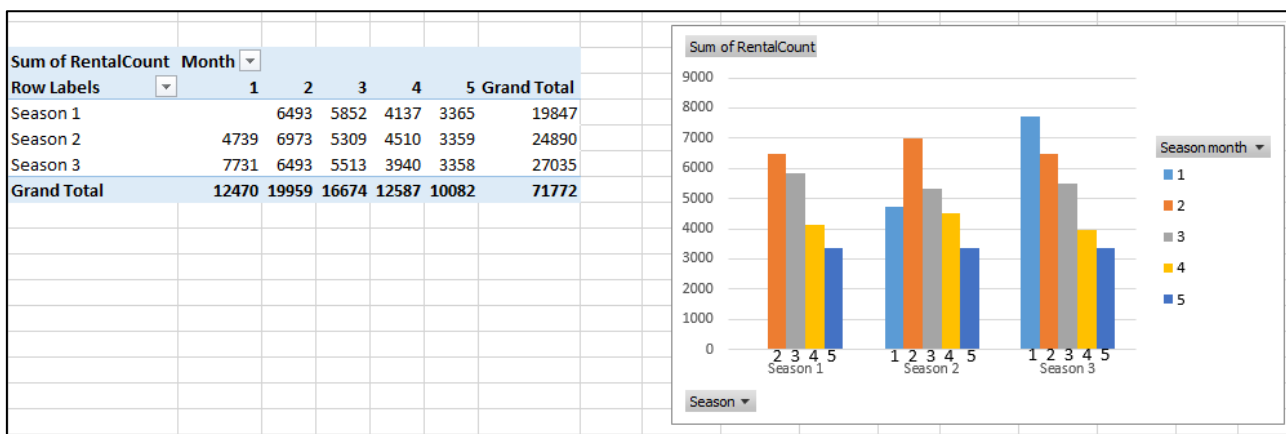 Sum of RentalCount Month
Row Labels 1 2 3 4 5 Grand Total
Season 1 6493 5852 4137 3365 19847
Season 2 4739 6973 5309 4510 3359 24890
Season 3 7731 6493 5513 3940 3358 27035
Grand Total 12470 19959 16674 12587 10082 71772
Sum of RentalCount
9000
8000
7000
6000
5000
4000
3000
2000
1000
0
2 3 4 5 1 2 3 4 5 1 2 3 4 5
Season 1 Season 2 Season 3
Season month
1
2
3
4
5
Season